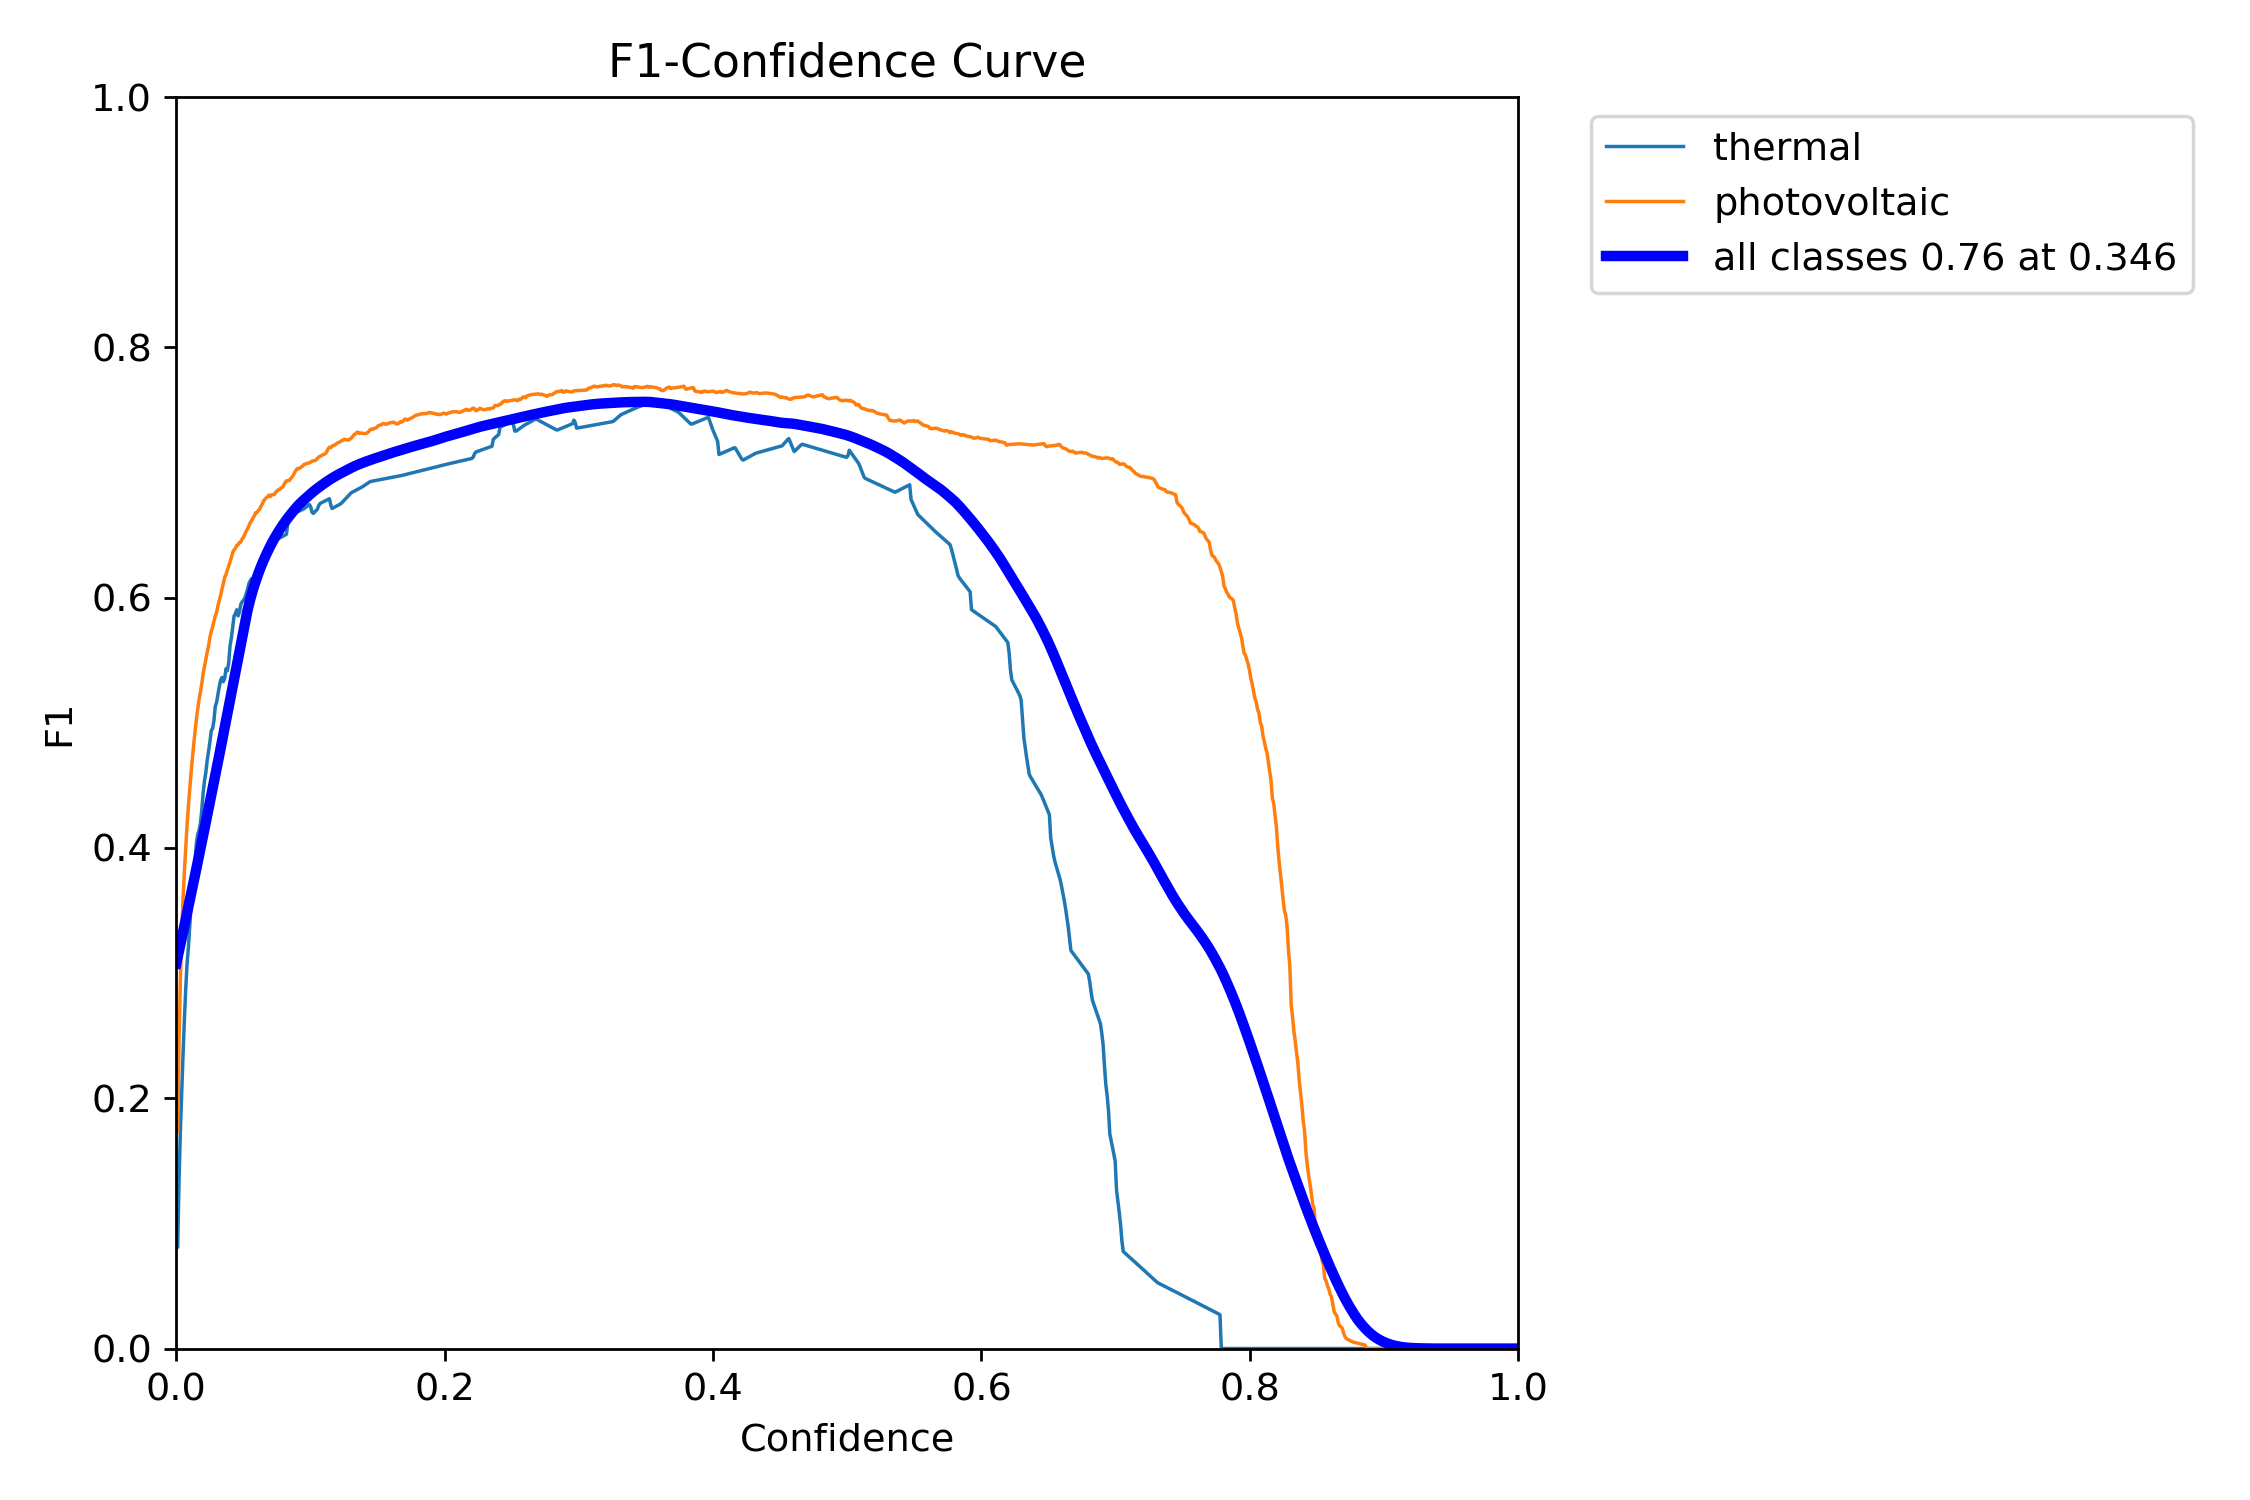 F1-Confidence Curve
1.0
0.8
0.6
0.4
0.2
0.0
F1
0.0 0.2 0.4 0.6 0.8 1.0
Confidence
thermal
photovoltaic
all classes 0.76 at 0.346